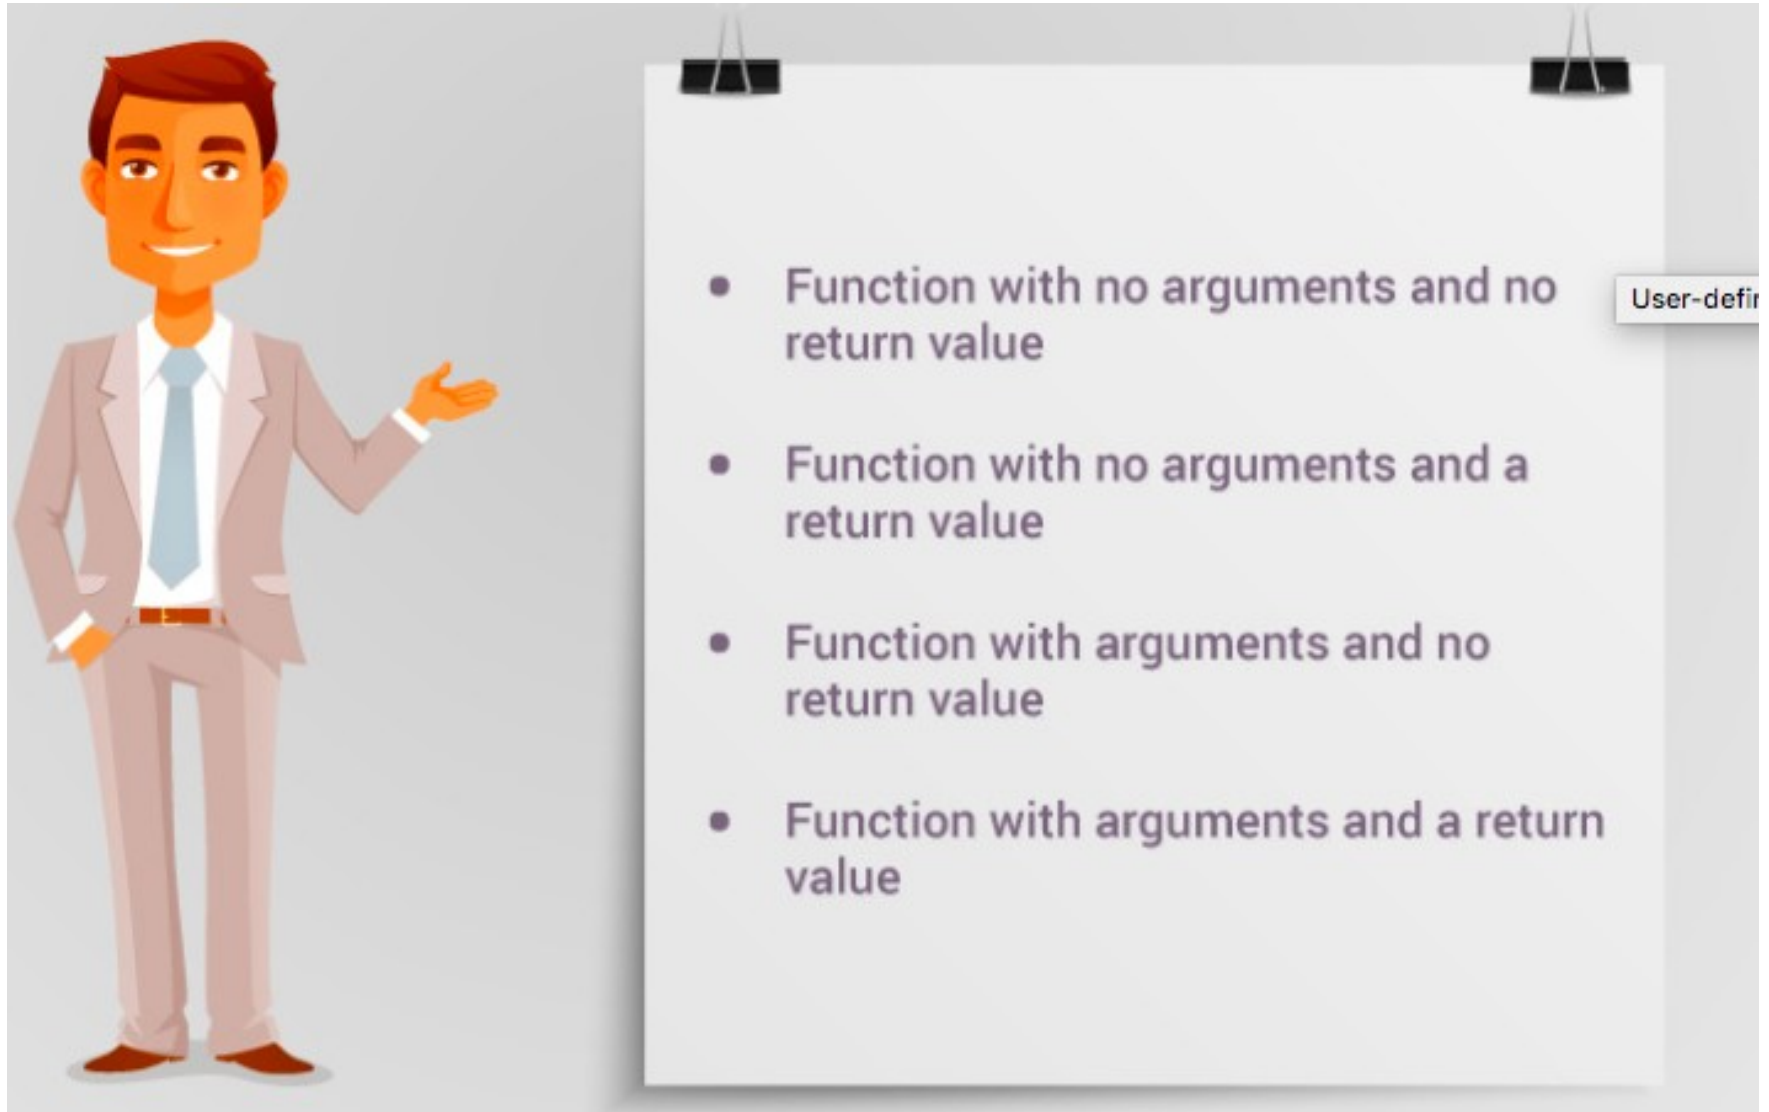 • Function with no arguments and no
return value
User-defin
• Function with no arguments and a
return value
• Function with arguments and no
return value
• Function with arguments and a return
value